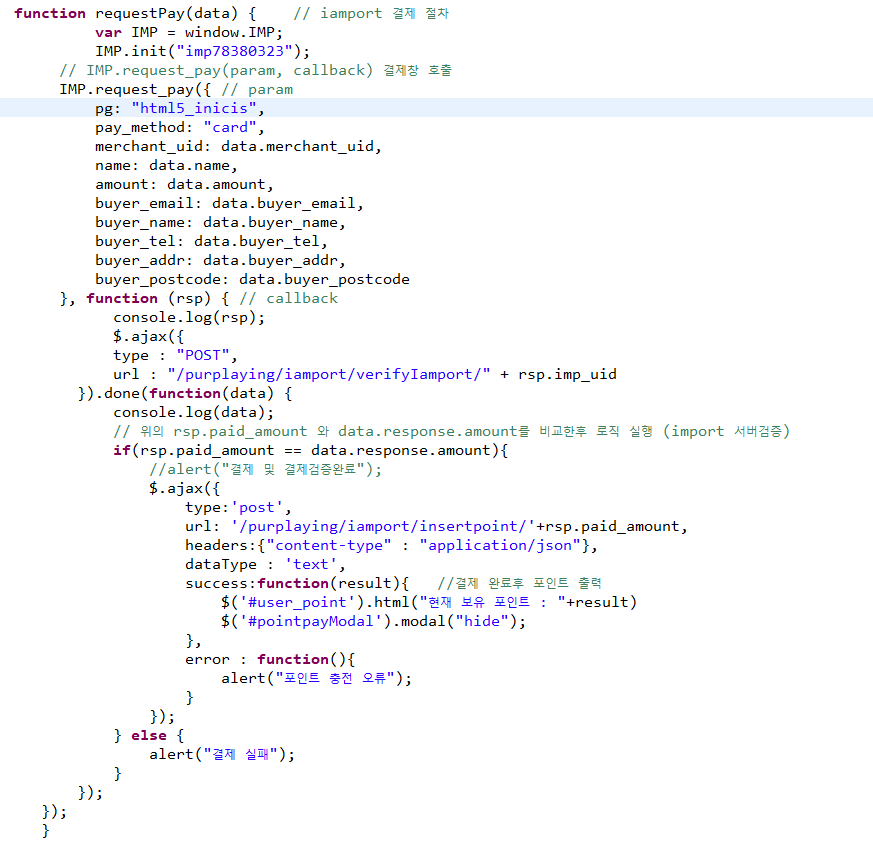 function requestPay(data) {    // iamport 결제 절차
var IMP = window.IMP;
IMP.init("imp78380323");
// IMP.request_pay(param, callback) 결제창 호출
IMP.request_pay({ // param
pg: "html5_inicis",
pay_method: "card",
merchant_uid: data.merchant_uid,
name: data.name,
amount: data.amount,
buyer_email: data.buyer_email,
buyer_name: data.buyer_name,
buyer_tel: data.buyer_tel,
buyer_addr: data.buyer_addr,
buyer_postcode: data.buyer_postcode
}, function (rsp) { // callback
console.log(rsp);
$.ajax({
type : "POST",
url : "/purplaying/iamport/verifyIamport/" + rsp.imp_uid
}).done(function(data) {
console.log(data);
// 위의 rsp.paid_amount 와 data.response.amount를 비교한후 로직 실행 (import 서버검증)
if(rsp.paid_amount == data.response.amount){
//alert("결제 및 결제검증완료");
$.ajax({
type:'post',
url: '/purplaying/iamport/insertpoint/'+rsp.paid_amount,
headers:{"content-type" : "application/json"},
dataType : 'text',
success:function(result){   //결제 완료후 포인트 출력
$('#user_point').html("현재 보유 포인트 : "+result)
$('#pointpayModal').modal("hide");
},
error : function(){
alert("포인트 충전 오류");
}
});
} else {
alert("결제 실패");
}
});
});
}